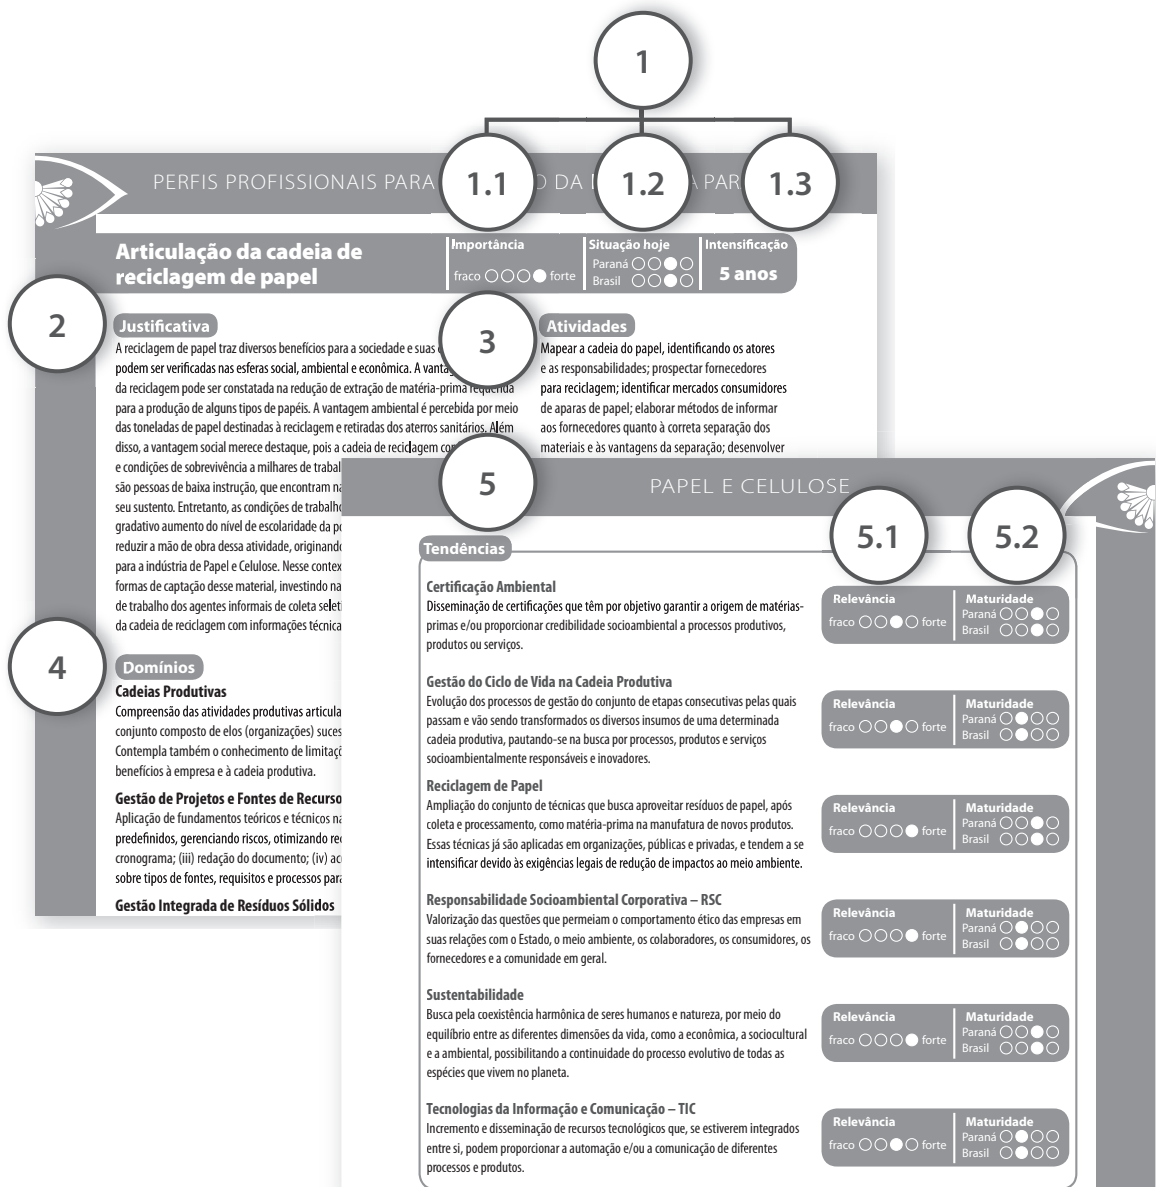 1
1.1
1.2
1.3
PERFIS PROFISSIONAIS PARA O DA PAR
Articulação da cadeia de
reciclagem de papel
Importância
fraco forte
Situação hoje
Paraná
Brasil
Intensificação
5 anos
2
Justificativa
A reciclagem de papel traz diversos benefícios para a sociedade e suas
podem ser verificadas nas esferas social, ambiental e econômica. A
da reciclagem pode ser constatada na redução de extração de matéria-prima requerida
para a produção de alguns tipos de papéis. A vantagem ambiental é percebida por meio
das toneladas de papel destinadas à reciclagem e retiradas dos aterros sanitários. Além
disso, a vantagem social merece destaque, pois a cadeia de reciclagem
e condições de sobrevivência a milhares de
são pessoas de baixa instrução, que encontram
seu sustento. Entretanto, as condições de
gradativo aumento do nível de escolaridade da
reduzir a mão de obra dessa atividade, originando
para a indústria de Papel e Celulose. Nesse
formas de captação desse material, investindo na
de trabalho dos agentes informais de coleta
da cadeia de reciclagem com informações
3
Atividades
Mapear a cadeia do papel, identificando os atores
e as responsabilidades; prospectar fornecedores
para reciclagem; identificar mercados consumidores
de aparas de papel; elaborar métodos de informar
aos fornecedores quanto à correta separação dos
materiais e às vantagens da separação; desenvolver
4
Domínios
Cadeias Produtivas
Compreensão das atividades produtivas
conjunto composto de elos (organizações)
Contempla também o conhecimento de
benefícios à empresa e à cadeia produtiva.
Gestão de Projetos e Fontes de
Aplicação de fundamentos teóricos e técnicos
predefinidos, gerenciando riscos, otimizando
cronograma; (iii) redação do documento; (iv)
sobre tipos de fontes, requisitos e processos
Gestão Integrada de Resíduos Sólidos
5
PAPEL E CELULOSE
5.1
5.2
Tendências
Certificação Ambiental
Disseminação de certificações que têm por objetivo garantir a origem de matérias-
primas e/ou proporcionar credibilidade socioambiental a processos produtivos,
produtos ou serviços.
Relevância
fraco forte
Maturidade
Paraná
Brasil
Gestão do Ciclo de Vida na Cadeia Produtiva
Evolução dos processos de gestão do conjunto de etapas consecutivas pelas quais
passam e vão sendo transformados os diversos insumos de uma determinada
cadeia produtiva, pautando-se na busca por processos, produtos e serviços
socioambientalmente responsáveis e inovadores.
Relevância
fraco forte
Maturidade
Paraná
Brasil
Reciclagem de Papel
Ampliação do conjunto de técnicas que busca aproveitar resíduos de papel, após
coleta e processamento, como matéria-prima na manufatura de novos produtos.
Essas técnicas já são aplicadas em organizações, públicas e privadas, e tendem a se
intensificar devido às exigências legais de redução de impactos ao meio ambiente.
Relevância
fraco forte
Maturidade
Paraná
Brasil
Responsabilidade Socioambiental Corporativa – RSC
Valorização das questões que permeiam o comportamento ético das empresas em
suas relações com o Estado, o meio ambiente, os colaboradores, os consumidores, os
fornecedores e a comunidade em geral.
Relevância
fraco forte
Maturidade
Paraná
Brasil
Sustentabilidade
Busca pela coexistência harmônica de seres humanos e natureza, por meio do
equilíbrio entre as diferentes dimensões da vida, como a econômica, a sociocultural
e a ambiental, possibilitando a continuidade do processo evolutivo de todas as
espécies que vivem no planeta.
Relevância
fraco forte
Maturidade
Paraná
Brasil
Tecnologias da Informação e Comunicação – TIC
Incremento e disseminação de recursos tecnológicos que, se estiverem integrados
entre si, podem proporcionar a automação e/ou a comunicação de diferentes
processos e produtos.
Relevância
fraco forte
Maturidade
Paraná
Brasil